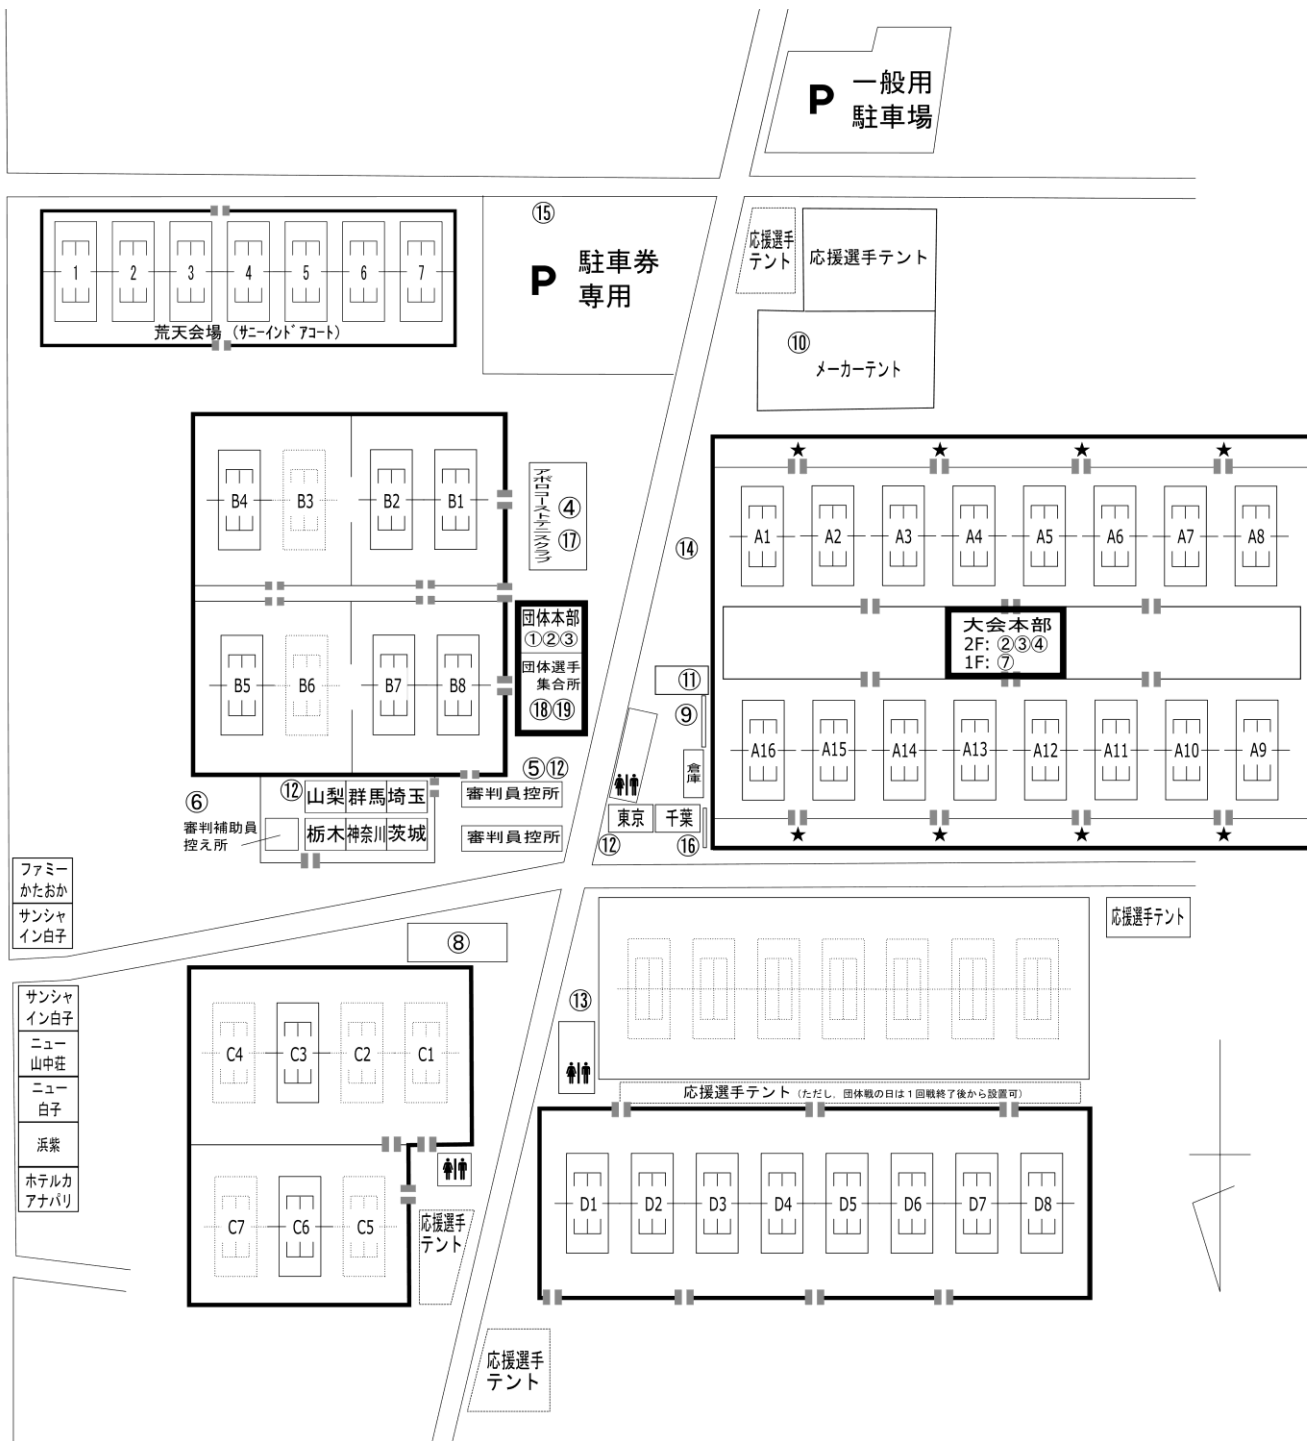 P
一般用
駐車場
⑮
P
駐車券
専用
応援選手
テント
応援選手テント
⑩
メーカーテント
1
2
3
4
5
6
7
荒天会場（サニーインドアコート）
B4
B3
B2
B1
アポロコーストテニスクラブ
④
⑰
⑭
★
★
★
★
A1
A2
A3
A4
A5
A6
A7
A8
大会本部
2F: ②③④
1F: ⑦
団体本部
①②③
団体選手
集合所
⑱⑲
B5
B6
B7
B8
⑪
⑨
倉庫
A16
A15
A14
A13
A12
A11
A10
A9
★
★
★
★
⑤⑫
審判員控所
審判員控所
⑫
山梨
群馬
埼玉
栃木
神奈川
茨城
⑥
審判補助員
控え所
東京
千葉
⑫
⑯
ファミー
かたおか
サンシャ
イン白子
サンシャ
イン白子
ニュー
山中荘
ニュー
白子
浜紫
ホテルカ
アナパリ
⑧
C4
C3
C2
C1
C7
C6
C5
応援選手
テント
応援選手
テント
⑬
応援選手テント
応援選手テント（ただし、団体戦の日は１回戦終了後から設置可）
D1
D2
D3
D4
D5
D6
D7
D8